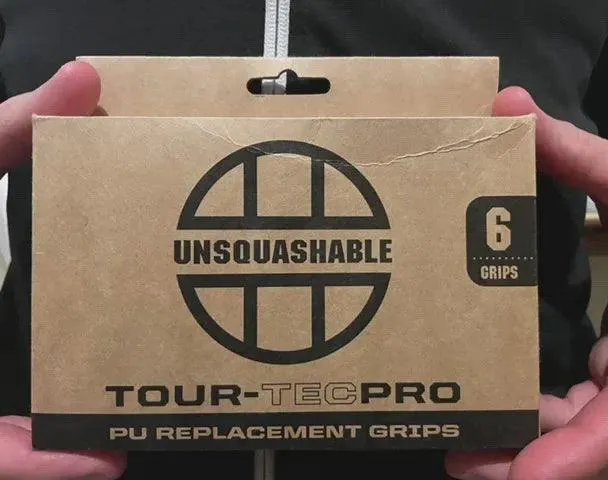 UNSQUASHABLE
6
GRIPS
TOUR-TECPRO
PU REPLACEMENT GRIPS